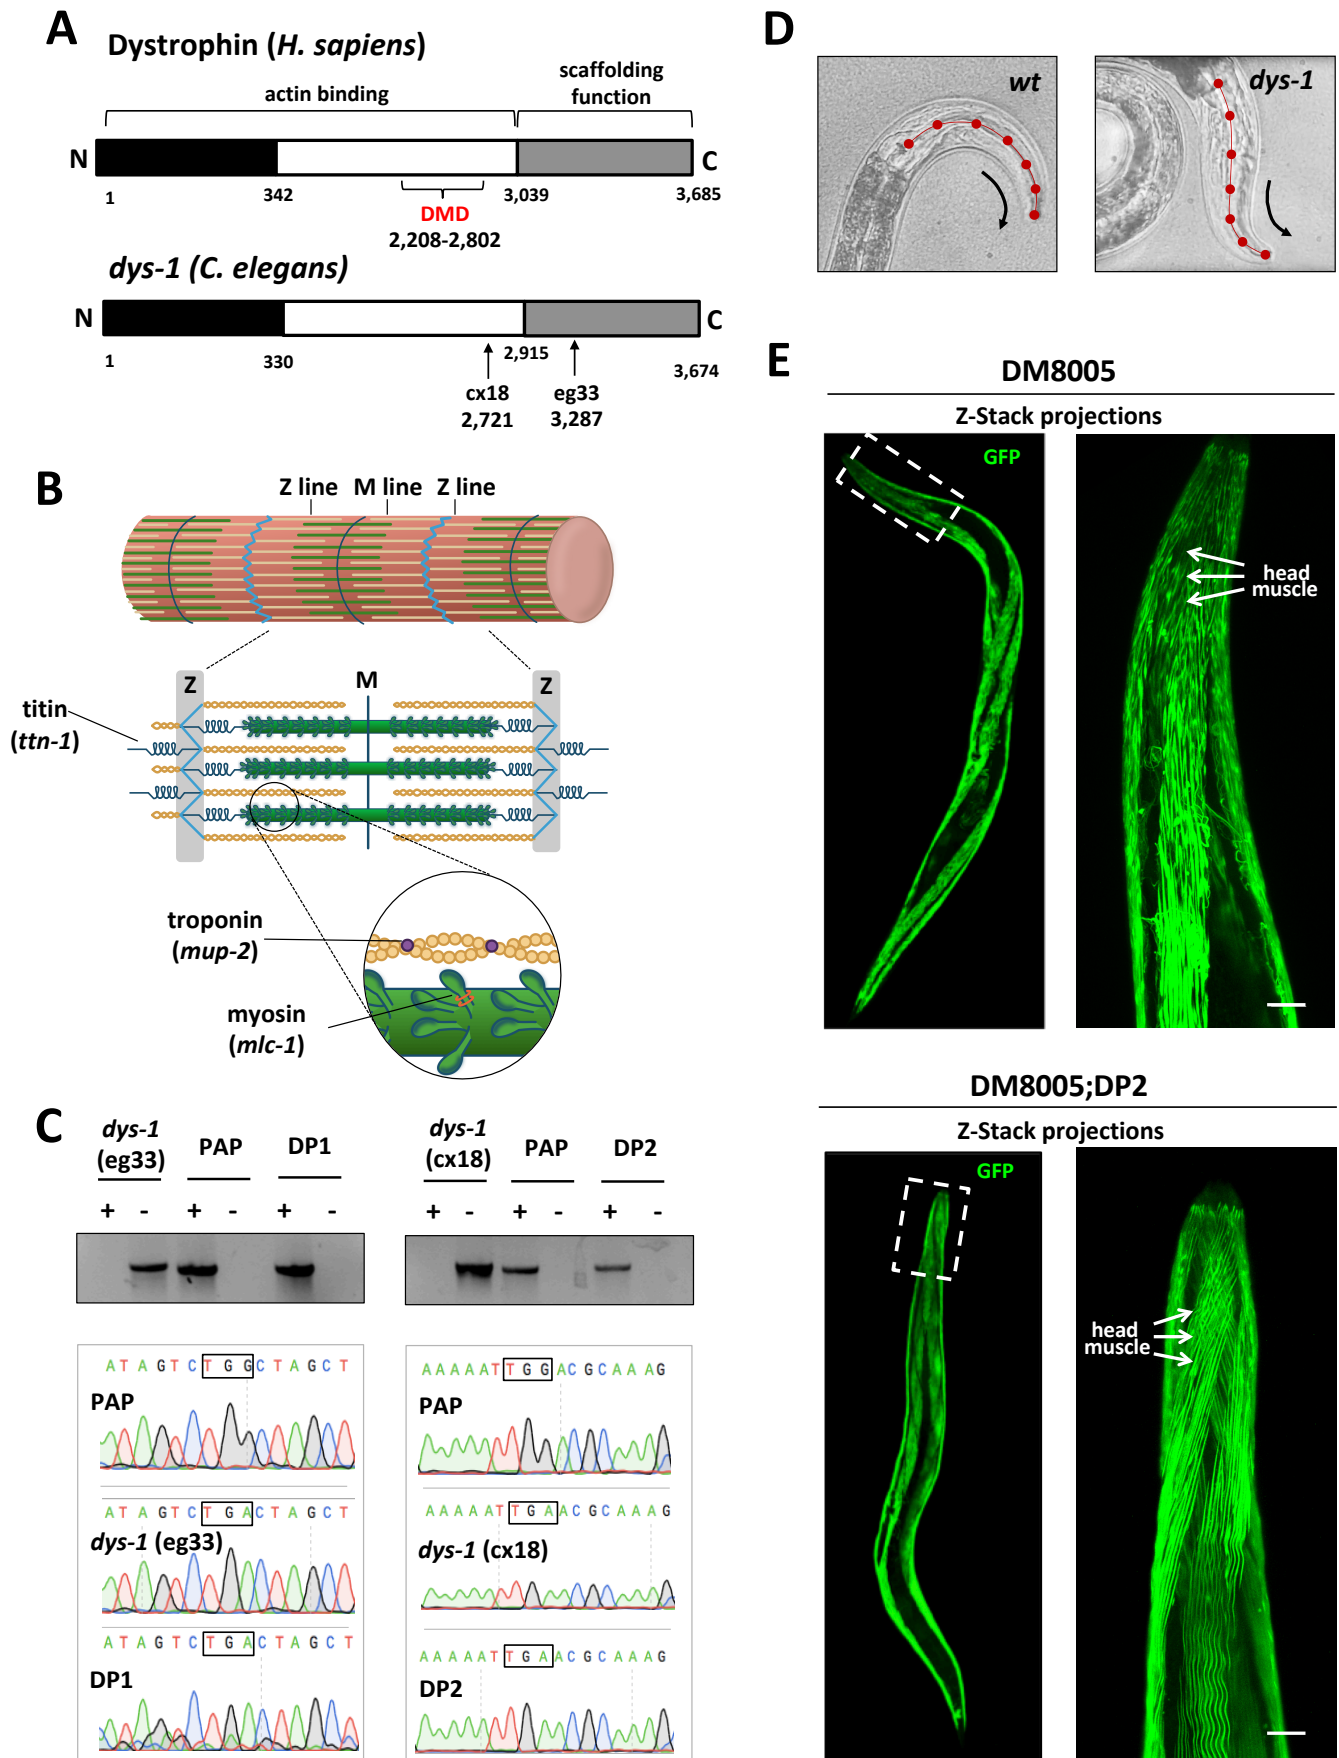 A
Dystrophin (H. sapiens)
actin binding
scaffolding
function
N
C
1
342
3,039
3,685
DMD
2,208-2,802
dys-1 (C. elegans)
N
C
1
330
2,915
3,674
cx18
2,721
eg33
3,287
B
Z line M line Z line
Z
M
Z
titin
(ttn-1)
troponin
(mup-2)
myosin
(mlc-1)
C
dys-1
(eg33)
PAP
DP1
+ - + - + -
dys-1
(cx18)
PAP
DP2
+ - + - + -
A T A G T C T G G C T A G C T
PAP
A T A G T C T G A C T A G C T
dys-1 (eg33)
A T A G T C T G A C T A G C T
DP1
A A A A A T T G G A C G C A A A G
PAP
A A A A A T T G A A C G C A A A G
dys-1 (cx18)
A A A A A T T G A A C G C A A A G
DP2
D
wt
dys-1
E
DM8005
Z-Stack projections
GFP
head
muscle
DM8005;DP2
Z-Stack projections
GFP
head
muscle